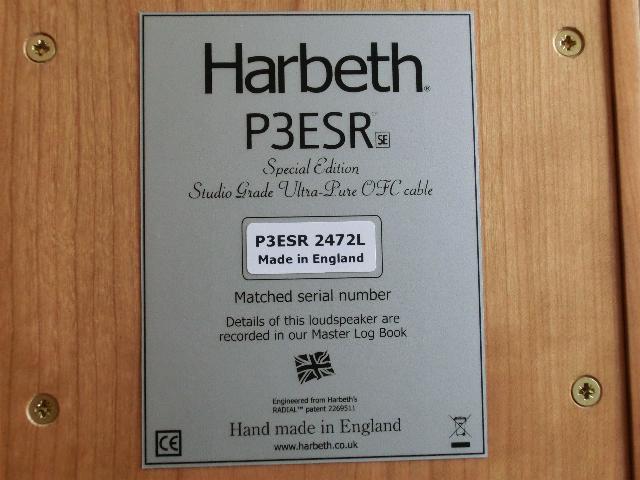 Harbeth®
P3ESR SE
Special Edition
Studio Grade Ultra-Pure OFC cable
P3ESR 2472L
Made in England
Matched serial number
Details of this loudspeaker are
recorded in our Master Log Book
Engineered from Harbeth's
RADIAL™ patent 2269511
Hand made in England
www.harbeth.co.uk
CE